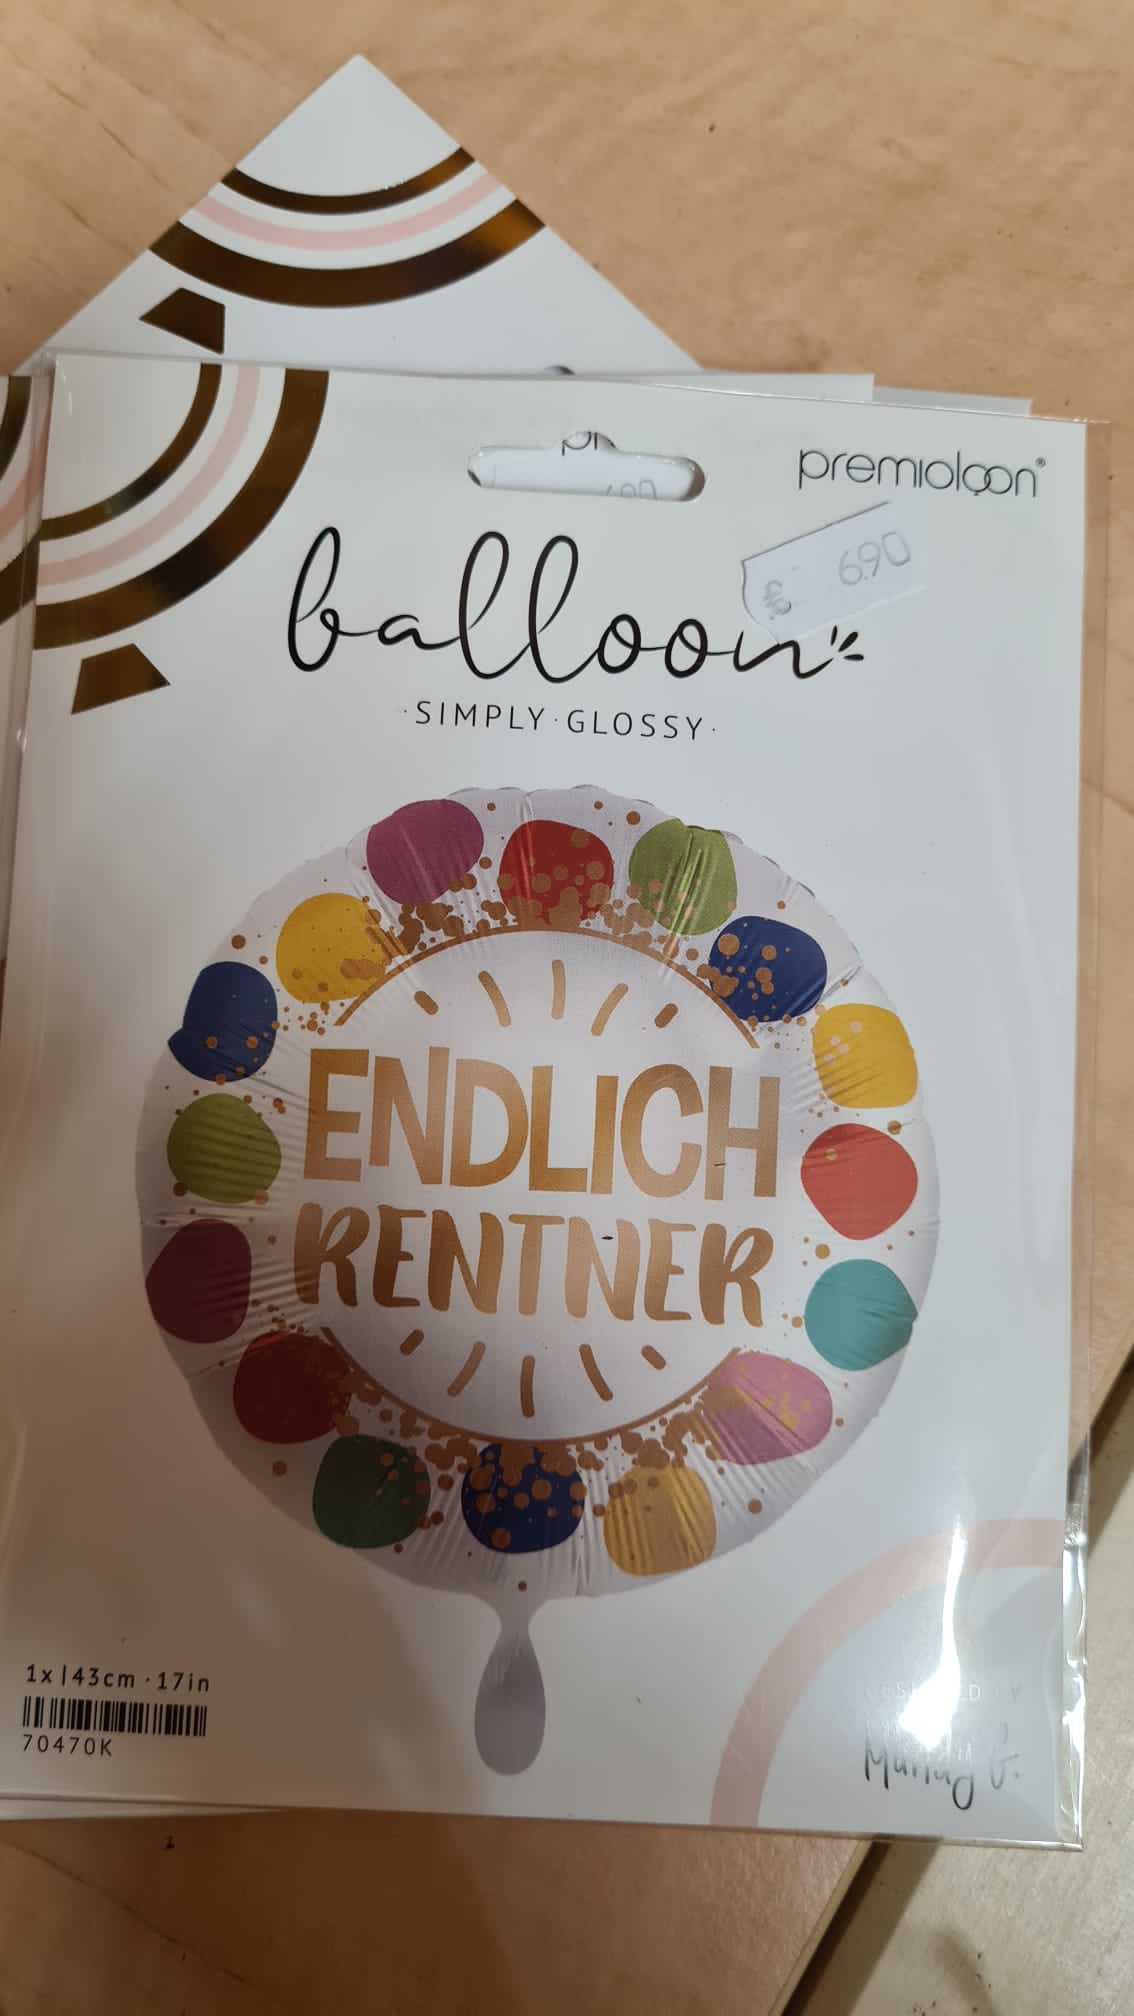 premioloon®
€ 6.90
balloon
·SIMPLY·GLOSSY·
ENDLICH
RENTNER
1x|43cm·17in
70470K